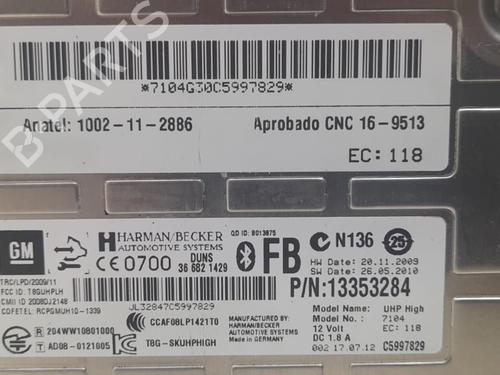 *7104G30C5997829*
Anatel: 1002-11-2886
Aprobado CNC 16-9513
EC: 118
GM
HARMAN/BECKER
AUTOMOTIVE SYSTEMS
QD ID: B013875
CE 0700
DUNS
36 682 1429
FB
N136
25
HW Date: 20.11.2009
SW Date: 26.05.2010
P/N:13353284
TRC/LPD/2009/11
FCC ID: T8GUHPLH
CMII ID 2008DJ2148
COFETEL: RCPGMUH10-1339
JL32847C5997829
R 204WW10801000
AD08-0121005
CCAF08LP1421T0
T8G-SKUHPHIGH
MANUFACTURED BY:
HARMAN/BECKER
AUTOMOTIVE SYSTEMS
MADE IN GERMANY
Model Name: UHP High
Model No.: 7104
12 Volt EC: 118
DC 1.8 A
002 17.07.12 C5997829